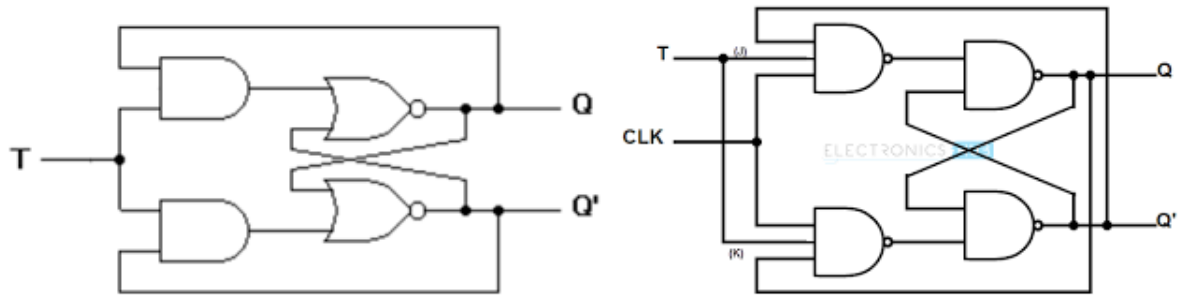 T
Q
Q'
T
(J)
CLK
(K)
ELECTRONICS
Q
Q'